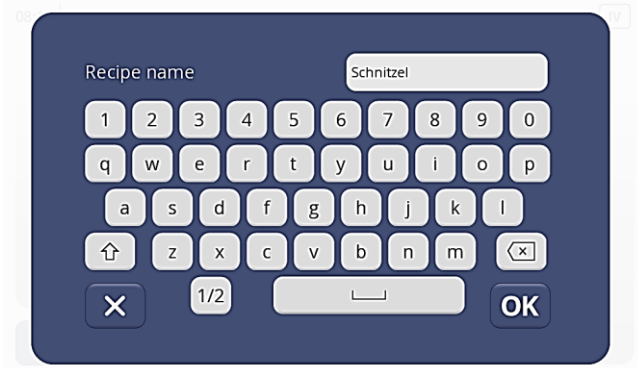 Recipe name
Schnitzel
1 2 3 4 5 6 7 8 9 0
q w e r t y u i o p
a s d f g h j k l
z x c v b n m
1/2
OK